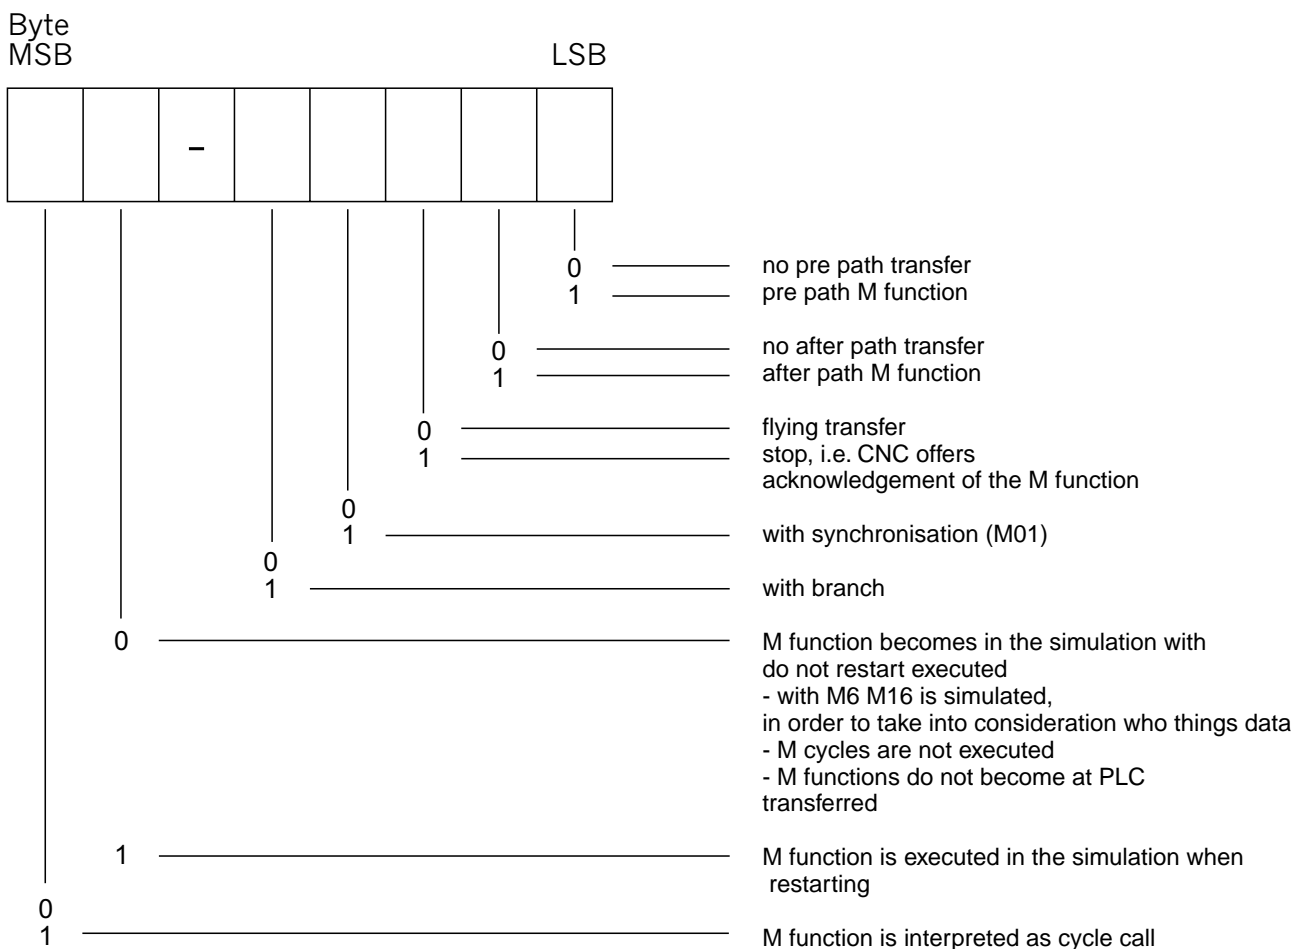 Byte
MSB LSB
–
0 no pre path transfer
1 pre path M function
0 no after path transfer
1 after path M function
0 flying transfer
1 stop, i.e. CNC offers
acknowledgement of the M function
0
1 with synchronisation (M01)
0
1 with branch
0 M function becomes in the simulation with
do not restart executed
- with M6 M16 is simulated,
in order to take into consideration who things data
- M cycles are not executed
- M functions do not become at PLC
transferred
1 M function is executed in the simulation when
restarting
0
1 M function is interpreted as cycle call